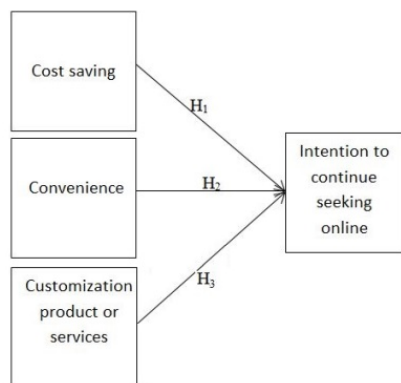 Cost saving
H1
Convenience
H2
Intention to
continue
seeking
online
Customization
product or
services
H3